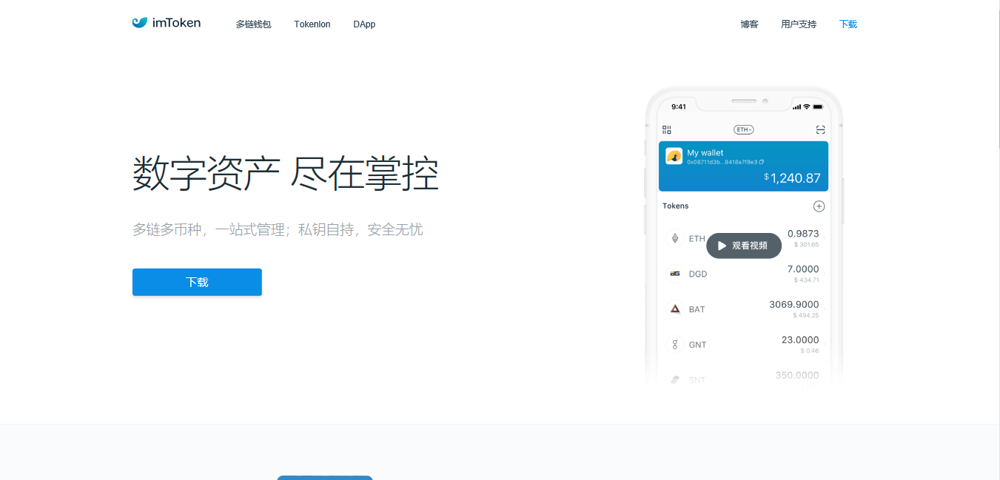 imToken
多链钱包
Tokenlon
DApp
博客
用户支持
下载
数字资产 尽在掌控
多链多币种，一站式管理；私钥自持，安全无忧
下载
9:41
ETH
My wallet
0x08711d3b...8418a7f8e3
$1,240.87
Tokens
ETH
0.9873
$ 301.65
观看视频
DGD
7.0000
$ 434.71
BAT
3069.9000
$ 494.25
GNT
23.0000
$ 0.46
SNT
350.0000